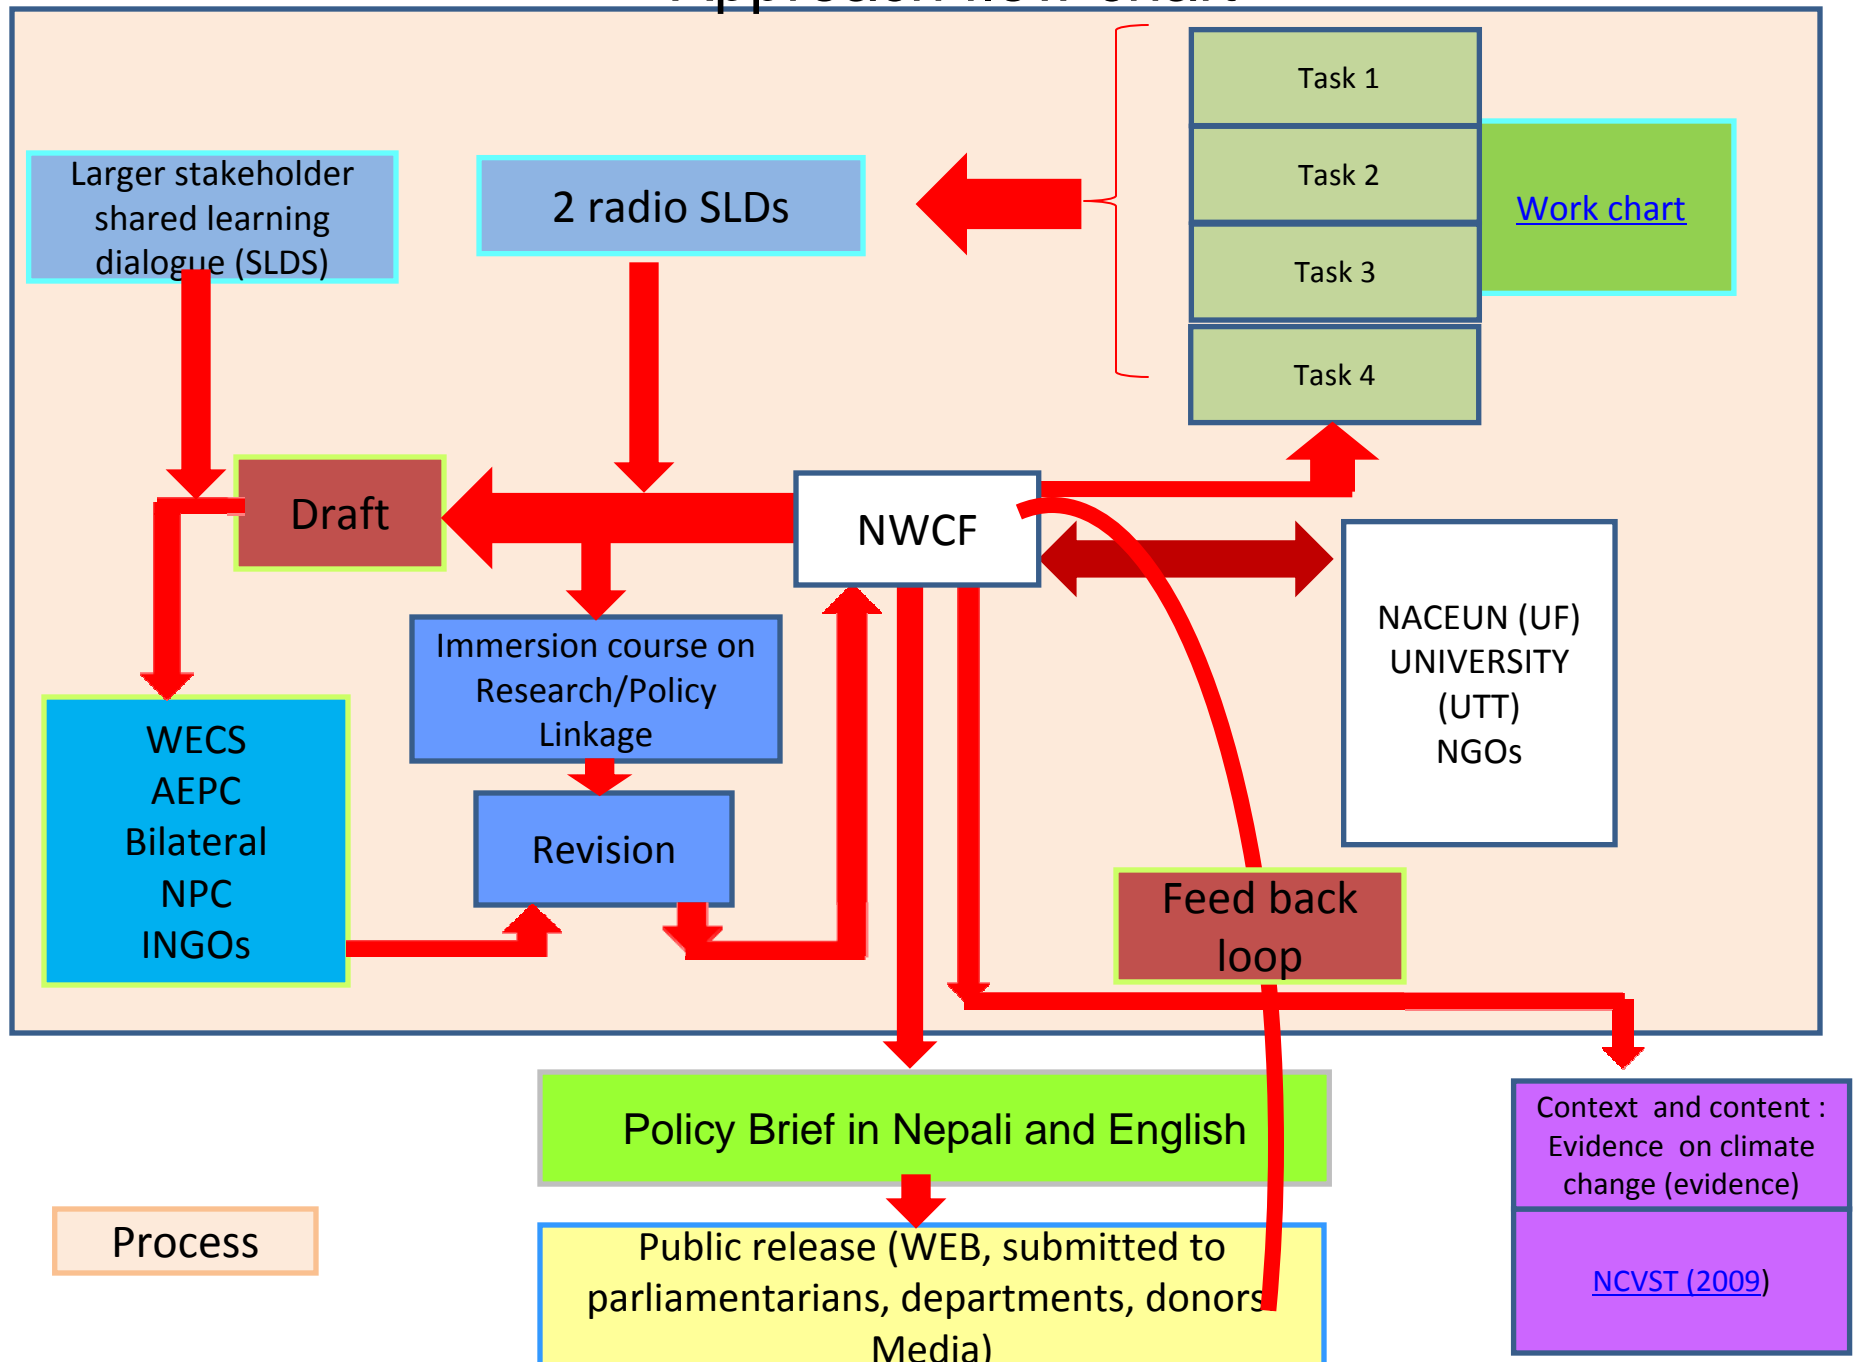 Task 1
Larger stakeholder
shared learning
dialogue (SLDS)
2 radio SLDs
Task 2
Work chart
Task 3
Task 4
Draft
NWCF
NACEUN (UF)
UNIVERSITY
(UTT)
NGOs
Immersion course on
Research/Policy
Linkage
WECS
AEPC
Bilateral
NPC
INGOs
Revision
Feed back
loop
Policy Brief in Nepali and English
Context and content :
Evidence on climate
change (evidence)
NCVST (2009)
Process
Public release (WEB, submitted to
parliamentarians, departments, donors
Media)